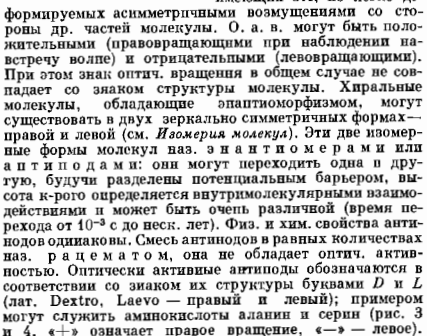 формируемых асимметричными возмущениями со сто-
роны др. частей молекулы. О. а. в. могут быть поло-
жительными (правовращающими при наблюдении на-
встречу волне) и отрицательными (левовращающими).
При этом знак оптич. вращения в общем случае не сов-
падает со знаком структуры молекулы. Хиральные
молекулы, обладающие энантиоморфизмом, могут
существовать в двух зеркально симметричных формах—
правой и левой (см. Изомерия молекул). Эти две изомер-
ные формы молекул наз. энантиомерами или
антиподами: они могут переходить одна в дру-
гую, будучи разделены потенциальным барьером, вы-
сота к-рого определяется внутримолекулярными взаимо-
действиями и может быть очень различной (время пе-
рехода от 10⁻³ с до неск. лет). Физ. и хим. свойства анти-
подов одинаковы. Смесь антиподов в равных количествах
наз. рацематом, она не обладает оптич. актив-
ностью. Оптически активные антиподы обозначаются в
соответствии со знаком их структуры буквами D и L
(лат. Dextro, Laevo — правый и левый); примером
могут служить аминокислоты аланин и серин (рис. 3
и 4, «+» означает правое вращение, «—» — левое).